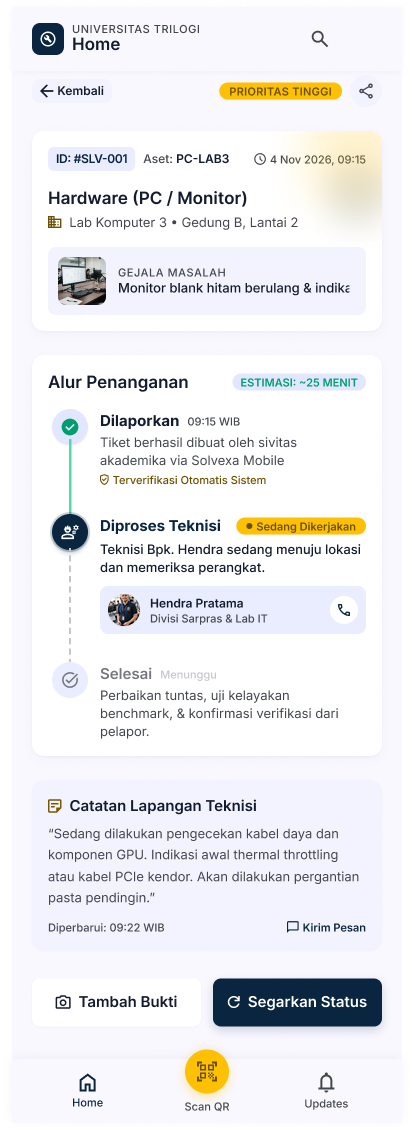 UNIVERSITAS TRILOGI
Home
Kembali
PRIORITAS TINGGI
ID: #SLV-001
Aset: PC-LAB3
4 Nov 2026, 09:15
Hardware (PC / Monitor)
Lab Komputer 3 • Gedung B, Lantai 2
GEJALA MASALAH
Monitor blank hitam berulang & indika
Alur Penanganan
ESTIMASI: ~25 MENIT
Dilaporkan 09:15 WIB
Tiket berhasil dibuat oleh sivitas
akademika via Solvexa Mobile
Terverifikasi Otomatis Sistem
Diproses Teknisi
Sedang Dikerjakan
Teknisi Bpk. Hendra sedang menuju lokasi
dan memeriksa perangkat.
Hendra Pratama
Divisi Sarpras & Lab IT
Selesai Menunggu
Perbaikan tuntas, uji kelayakan
benchmark, & konfirmasi verifikasi dari
pelapor.
Catatan Lapangan Teknisi
“Sedang dilakukan pengecekan kabel daya dan
komponen GPU. Indikasi awal thermal throttling
atau kabel PCIe kendor. Akan dilakukan pergantian
pasta pendingin.”
Diperbarui: 09:22 WIB
Kirim Pesan
Tambah Bukti
Segarkan Status
Home
Scan QR
Updates